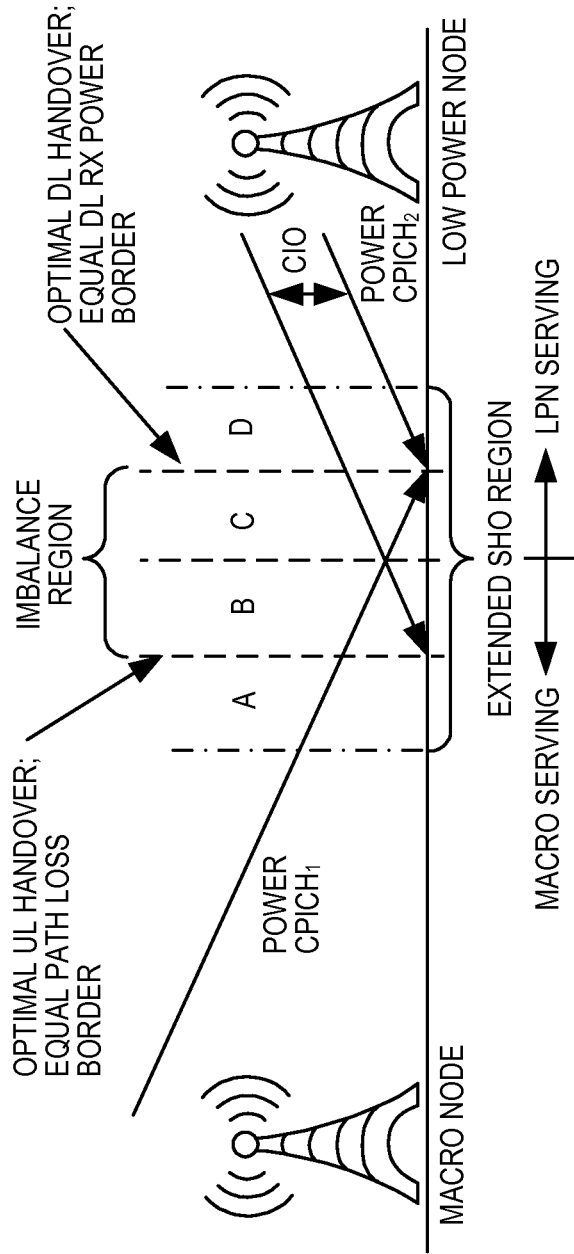 OPTIMAL UL HANDOVER;
EQUAL PATH LOSS
BORDER
IMBALANCE
REGION
OPTIMAL DL HANDOVER;
EQUAL DL RX POWER
BORDER
A
B
C
D
POWER
CPICH₁
CIO
POWER
CPICH₂
MACRO NODE
LOW POWER NODE
EXTENDED SHO REGION
MACRO SERVING
LPN SERVING